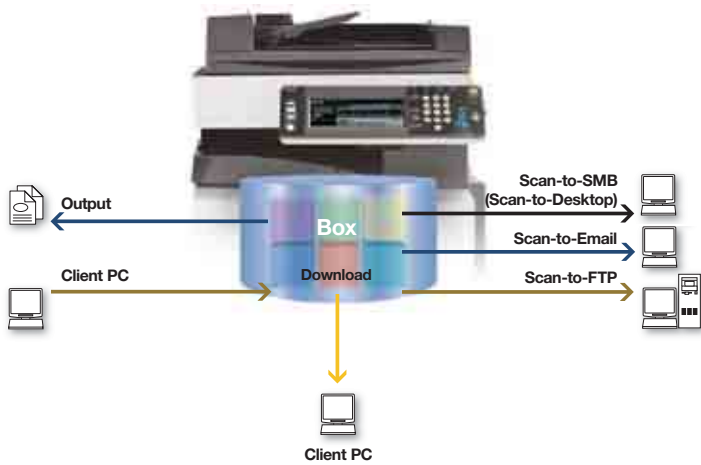 Scan-to-SMB
(Scan-to-Desktop)
Output
Box
Scan-to-Email
Client PC
Download
Scan-to-FTP
Client PC